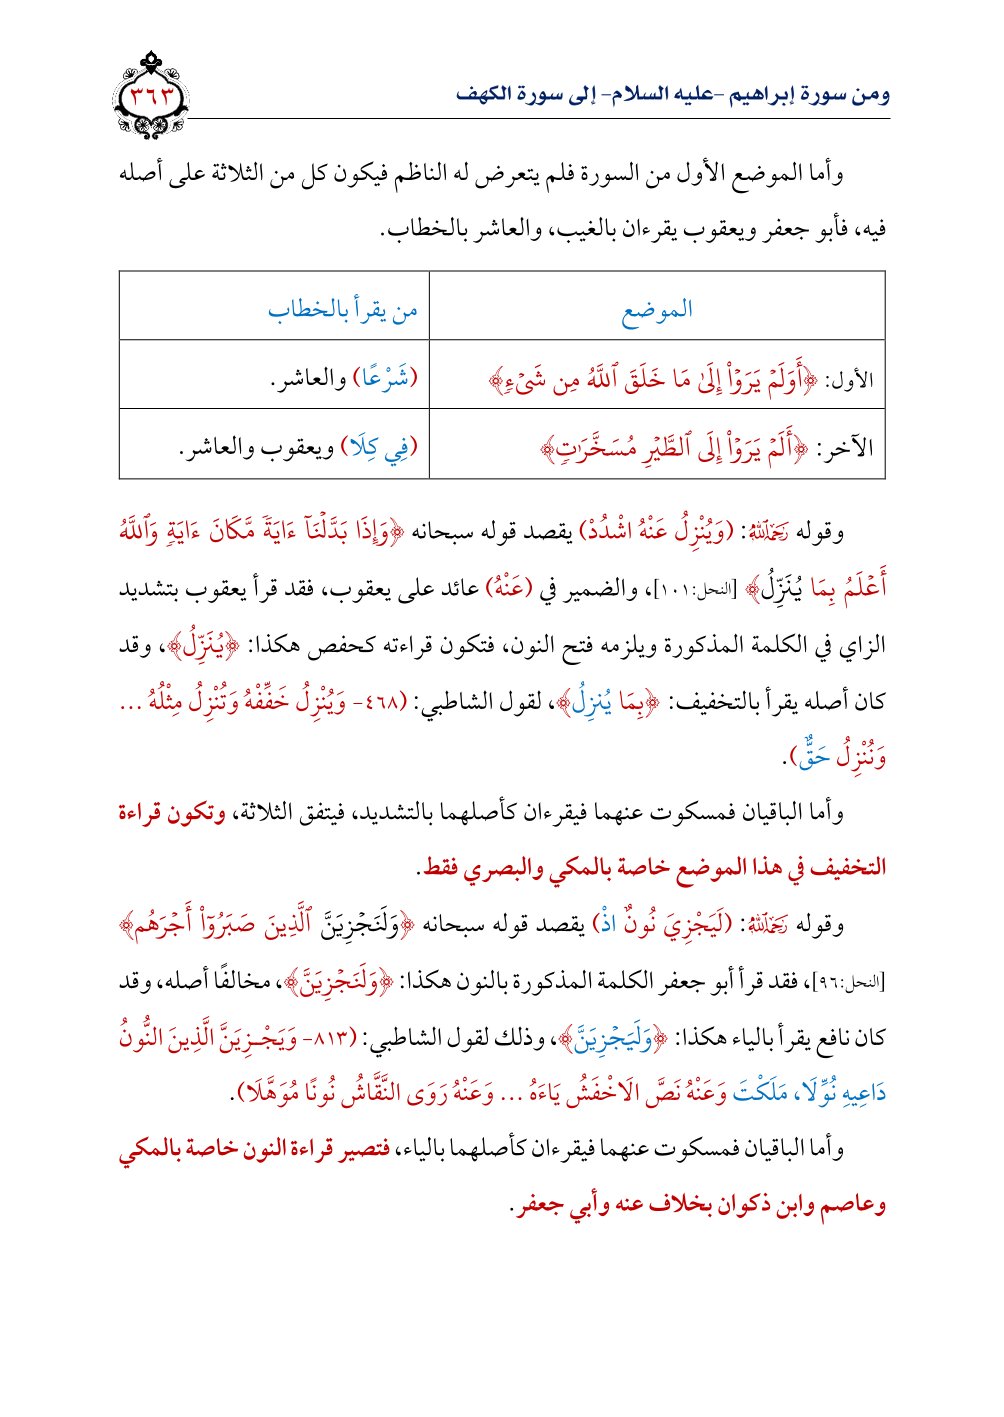 ومن سورة إبراهيم -عليه السلام- إلى سورة الكهف
٣٦٣
وأما الموضع الأول من السورة فلم يتعرض له الناظم فيكون كل من الثلاثة على أصله
فيه، فأبو جعفر ويعقوب يقرءان بالغيب، والعاشر بالخطاب.
الموضع من يقرأ بالخطاب
الأول: ﴿أَوَلَمْ يَرَوْاْ إِلَىٰ مَا خَلَقَ ٱللَّهُ مِن شَىْءٖ﴾ (شَرْعًا) والعاشر.
الآخر: ﴿أَلَمْ يَرَوْاْ إِلَى ٱلطَّيْرِ مُسَخَّرَٰتٖ﴾ (فِي كِلَا) ويعقوب والعاشر.
وقوله رحمه الله: (وَيُنْزِلُ عَنْهُ اشْدُدْ) يقصد قوله سبحانه ﴿وَإِذَا بَدَّلْنَآ ءَايَةٗ مَّكَانَ ءَايَةٖ وَٱللَّهُ
أَعْلَمُ بِمَا يُنَزِّلُ﴾ [النحل:١٠١]، والضمير في (عَنْهُ) عائد على يعقوب، فقد قرأ يعقوب بتشديد
الزاي في الكلمة المذكورة ويلزمه فتح النون، فتكون قراءته كحفص هكذا: ﴿يُنَزِّلُ﴾، وقد
كان أصله يقرأ بالتخفيف: ﴿بِمَا يُنزِلُ﴾، لقول الشاطبي: (٤٦٨- وَيُنْزِلُ خَفِّفْهُ وَتُنْزِلُ مِثْلُهُ ...
وَنُنْزِلُ حَقٌّ).
وأما الباقيان فمسكوت عنهما فيقرءان كأصلهما بالتشديد، فيتفق الثلاثة، وتكون قراءة
التخفيف في هذا الموضع خاصة بالمكي والبصري فقط.
وقوله رحمه الله: (لَيَجْزِيَ نُونٌ اذْ) يقصد قوله سبحانه ﴿وَلَنَجْزِيَنَّ ٱلَّذِينَ صَبَرُوٓاْ أَجْرَهُم﴾
[النحل:٩٦]، فقد قرأ أبو جعفر الكلمة المذكورة بالنون هكذا: ﴿وَلَنَجْزِيَنَّ﴾، مخالفًا أصله، وقد
كان نافع يقرأ بالياء هكذا: ﴿وَلَيَجْزِيَنَّ﴾، وذلك لقول الشاطبي: (٨١٣- وَيَجْـزِيَنَّ الَّذِينَ النُّونُ
دَاعِيهِ نُوِّلَا، مَلَكْتَ وَعَنْهُ نَصَّ الَاخْفَشُ يَاءَهُ ... وَعَنْهُ رَوَى النَّقَّاشُ نُونًا مُوَهَّلَا).
وأما الباقيان فمسكوت عنهما فيقرءان كأصلهما بالياء، فتصير قراءة النون خاصة بالمكي
وعاصم وابن ذكوان بخلاف عنه وأبي جعفر.